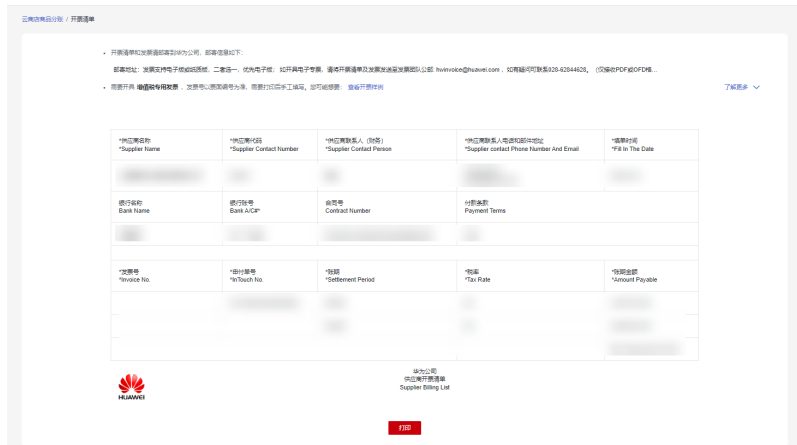 云商店商品分账 / 开票清单
• 开票清单和发票请邮寄到华为公司，邮寄信息如下：
邮寄地址：发票支持电子版或纸质版，二者选一，优先电子版； 如开具电子专票，请将开票清单及发票发送至发票团队公邮 hwinvoice@huawei.com ，如有疑问可联系028-62844628。 （仅接收PDF或OFD格…
• 需要开具 增值税专用发票 ，发票号以票面编号为准，需要打印后手工填写。您可能想要： 查看开票样例
了解更多
*供应商名称 *供应商代码 *供应商联系人（财务） *供应商联系人电话和邮件地址 *填单时间
*Supplier Name *Supplier Contact Number *Supplier Contact Person *Supplier contact Phone Number And Email *Fill In The Date
银行名称 银行账号 合同号 付款条款
Bank Name Bank A/C#* Contract Number Payment Terms
*发票号 *由付单号 *账期 *税率 *账期金额
*Invoice No. *InTouch No. *Settlement Period *Tax Rate *Amount Payable
HUAWEI
华为公司
供应商开票清单
Supplier Billing List
打印